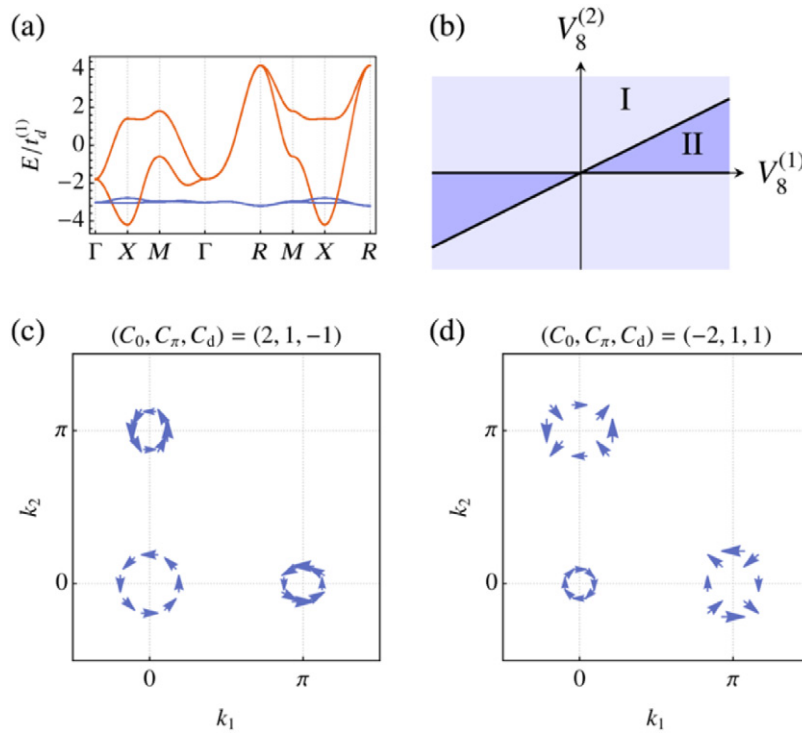 (a)
E/t_d^(1)
4
2
0
−2
−4
Γ X M Γ R M X R
(b)
V_8^(2)
I
II
V_8^(1)
(c)
(C_0, C_π, C_d) = (2, 1, −1)
π
k_2
0
0 π
k_1
(d)
(C_0, C_π, C_d) = (−2, 1, 1)
π
k_2
0
0 π
k_1